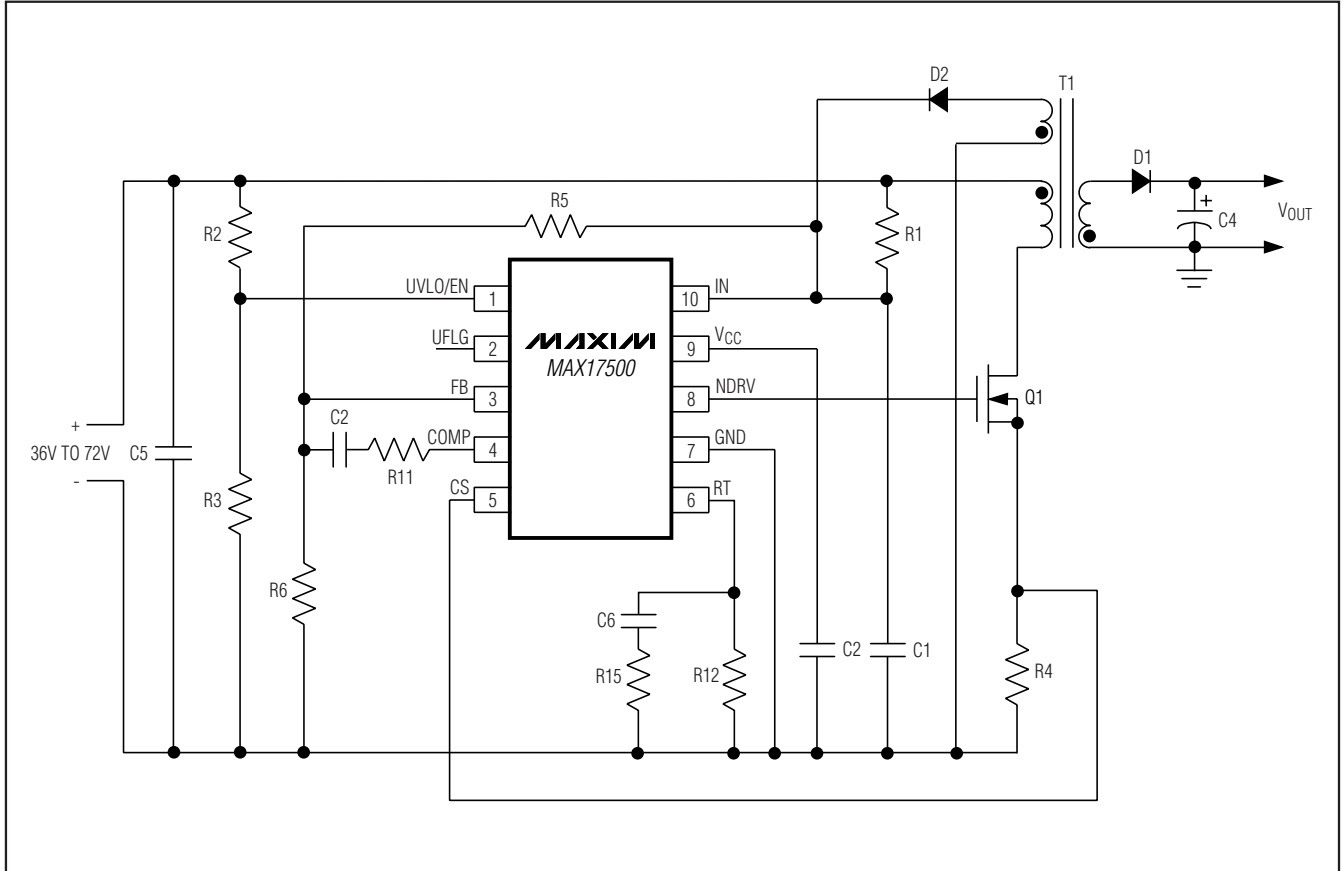 D2
T1
D1
R5
R2
R1
+
C4
VOUT
UVLO/EN
1
10
IN
UFLG
2
MAXIM
MAX17500
9
VCC
FB
3
8
NDRV
Q1
C2
COMP
4
7
GND
R11
+
36V TO 72V
-
C5
CS
5
6
RT
R3
R6
C6
R15
R12
C2
C1
R4